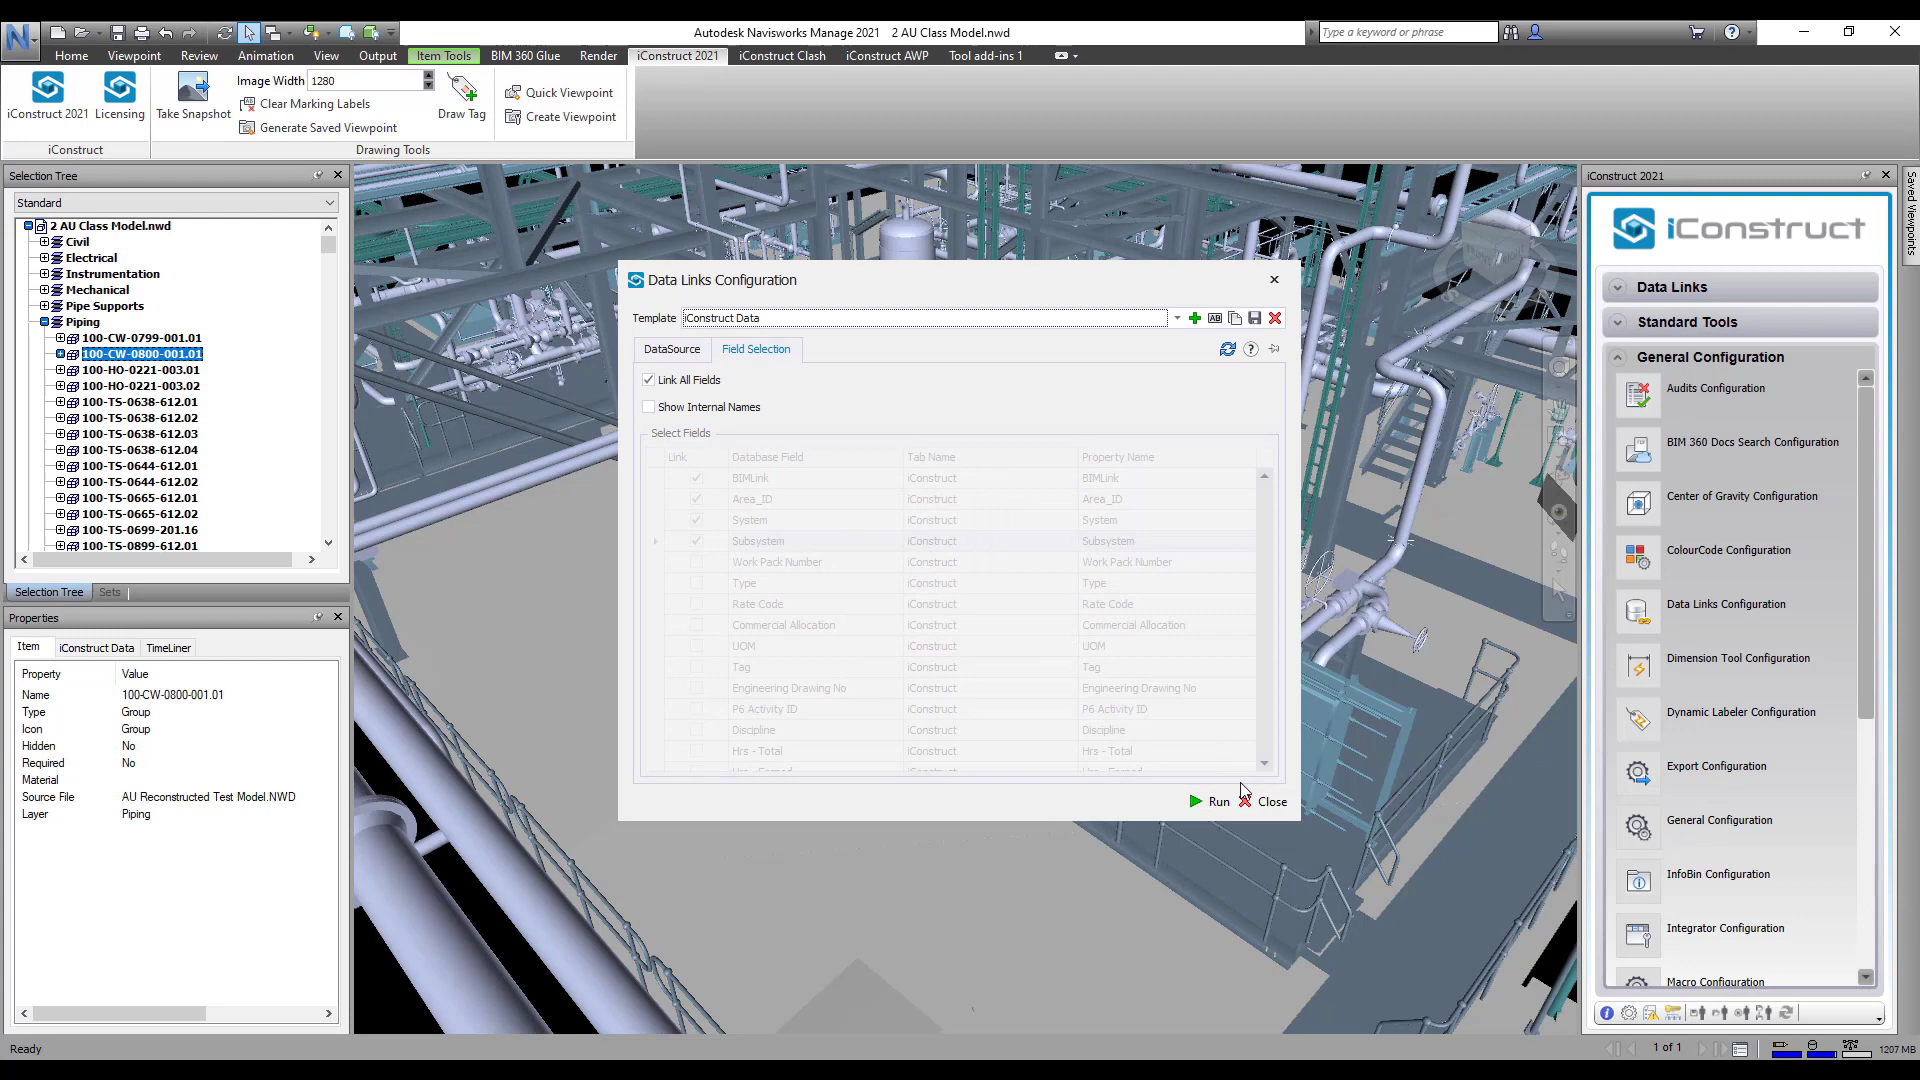 Autodesk Navisworks Manage 2021 2 AU Class Model.nwd
Type a keyword or phrase
Home Viewpoint Review Animation View Output Item Tools BIM 360 Glue Render iConstruct 2021 iConstruct Clash iConstruct AWP Tool add-ins 1
iConstruct 2021
Licensing
Take Snapshot
Image Width 1280
Clear Marking Labels
Generate Saved Viewpoint
Draw Tag
Quick Viewpoint
Create Viewpoint
iConstruct
Drawing Tools
Selection Tree
Standard
2 AU Class Model.nwd
Civil
Electrical
Instrumentation
Mechanical
Pipe Supports
Piping
100-CW-0799-001.01
100-CW-0800-001.01
100-HO-0221-003.01
100-HO-0221-003.02
100-TS-0638-612.01
100-TS-0638-612.02
100-TS-0638-612.03
100-TS-0638-612.04
100-TS-0644-612.01
100-TS-0644-612.02
100-TS-0665-612.01
100-TS-0665-612.02
100-TS-0699-201.16
100-TS-0899-612.01
Selection Tree Sets
Properties
Item iConstruct Data TimeLiner
Property Value
Name 100-CW-0800-001.01
Type Group
Icon Group
Hidden No
Required No
Material
Source File AU Reconstructed Test Model.NWD
Layer Piping
Ready
Data Links Configuration
Template iConstruct Data
DataSource Field Selection
Link All Fields
Show Internal Names
Select Fields
Link Database Field Tab Name Property Name
BIMLink iConstruct BIMLink
Area_ID iConstruct Area_ID
System iConstruct System
Subsystem iConstruct Subsystem
Work Pack Number iConstruct Work Pack Number
Type iConstruct Type
Rate Code iConstruct Rate Code
Commercial Allocation iConstruct Commercial Allocation
UOM iConstruct UOM
Tag iConstruct Tag
Engineering Drawing No iConstruct Engineering Drawing No
P6 Activity ID iConstruct P6 Activity ID
Discipline iConstruct Discipline
Hrs - Total iConstruct Hrs - Total
Run Close
iConstruct 2021
iConstruct
Data Links
Standard Tools
General Configuration
Audits Configuration
BIM 360 Docs Search Configuration
Center of Gravity Configuration
ColourCode Configuration
Data Links Configuration
Dimension Tool Configuration
Dynamic Labeler Configuration
Export Configuration
General Configuration
InfoBin Configuration
Integrator Configuration
Macro Configuration
Saved Viewpoints
1 of 1
1207 MB